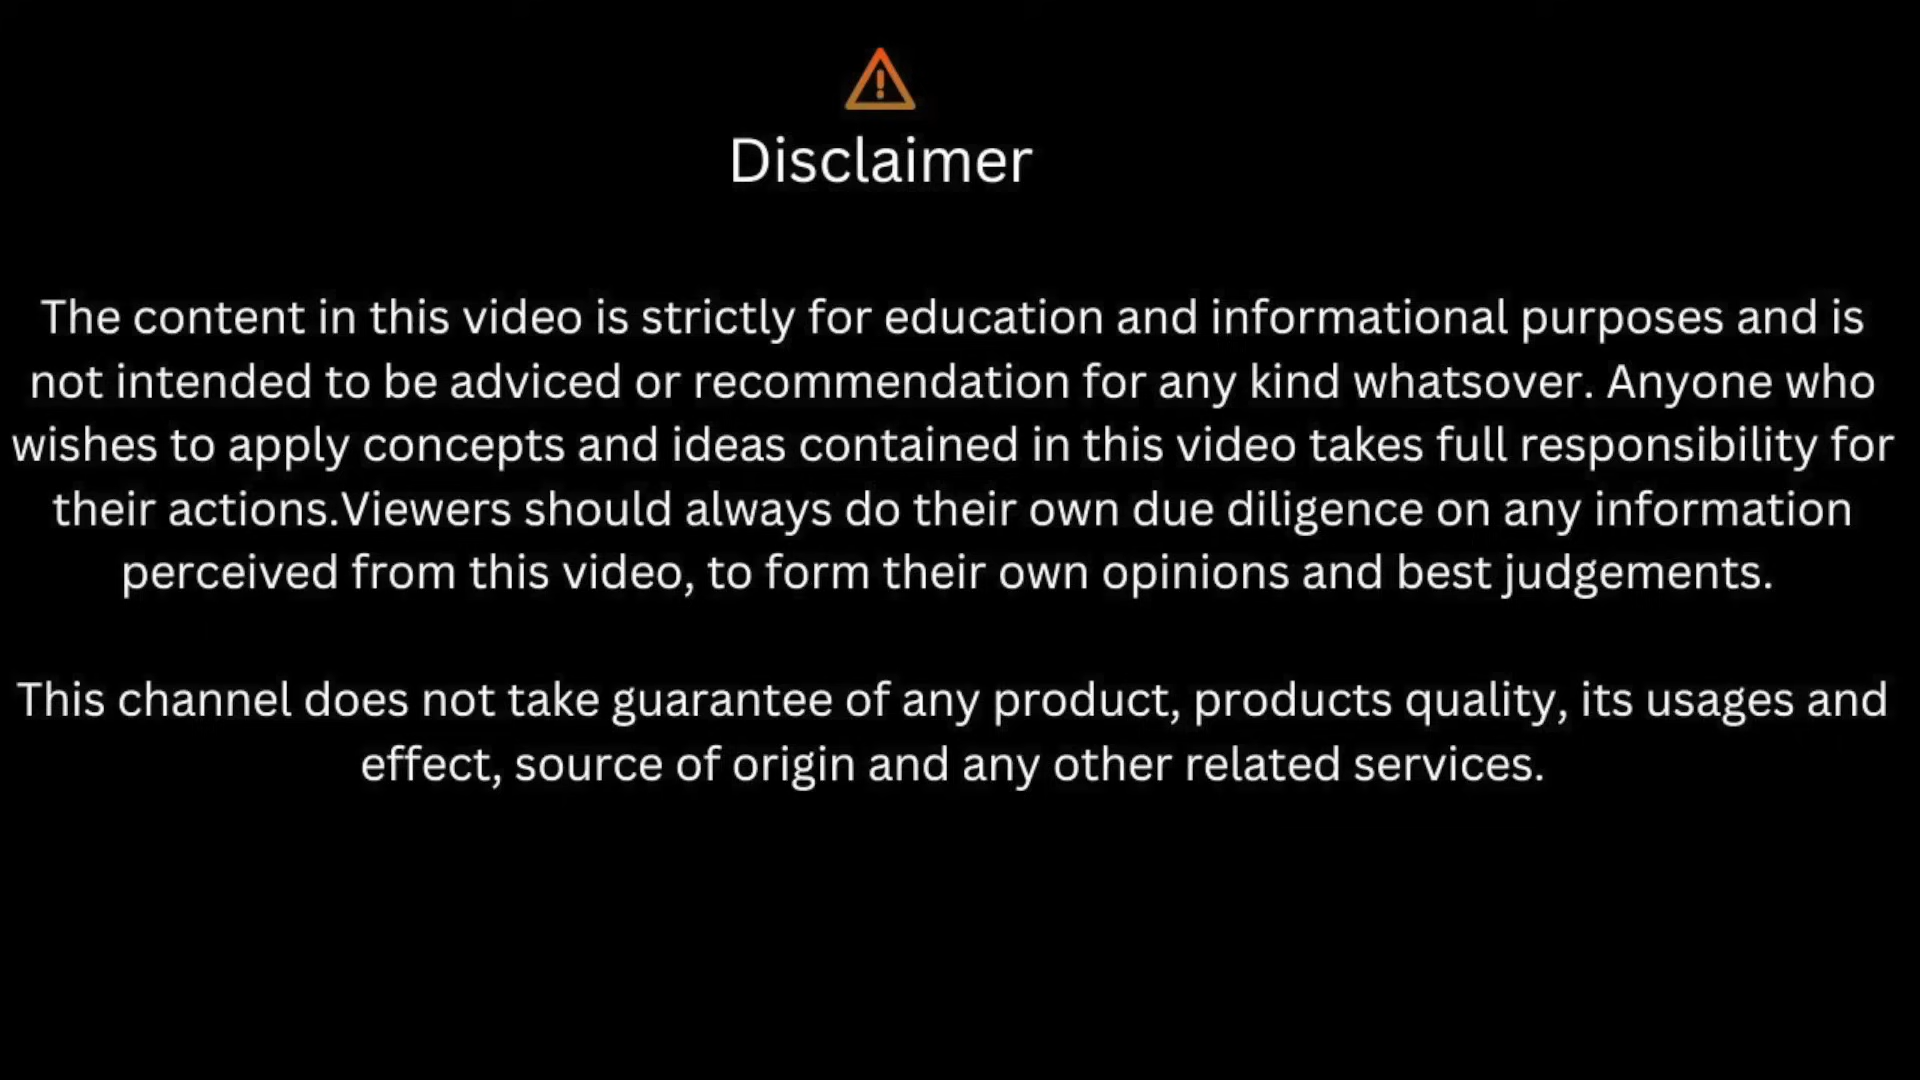 Disclaimer
The content in this video is strictly for education and informational purposes and is
not intended to be adviced or recommendation for any kind whatsover. Anyone who
wishes to apply concepts and ideas contained in this video takes full responsibility for
their actions.Viewers should always do their own due diligence on any information
perceived from this video, to form their own opinions and best judgements.
This channel does not take guarantee of any product, products quality, its usages and
effect, source of origin and any other related services.